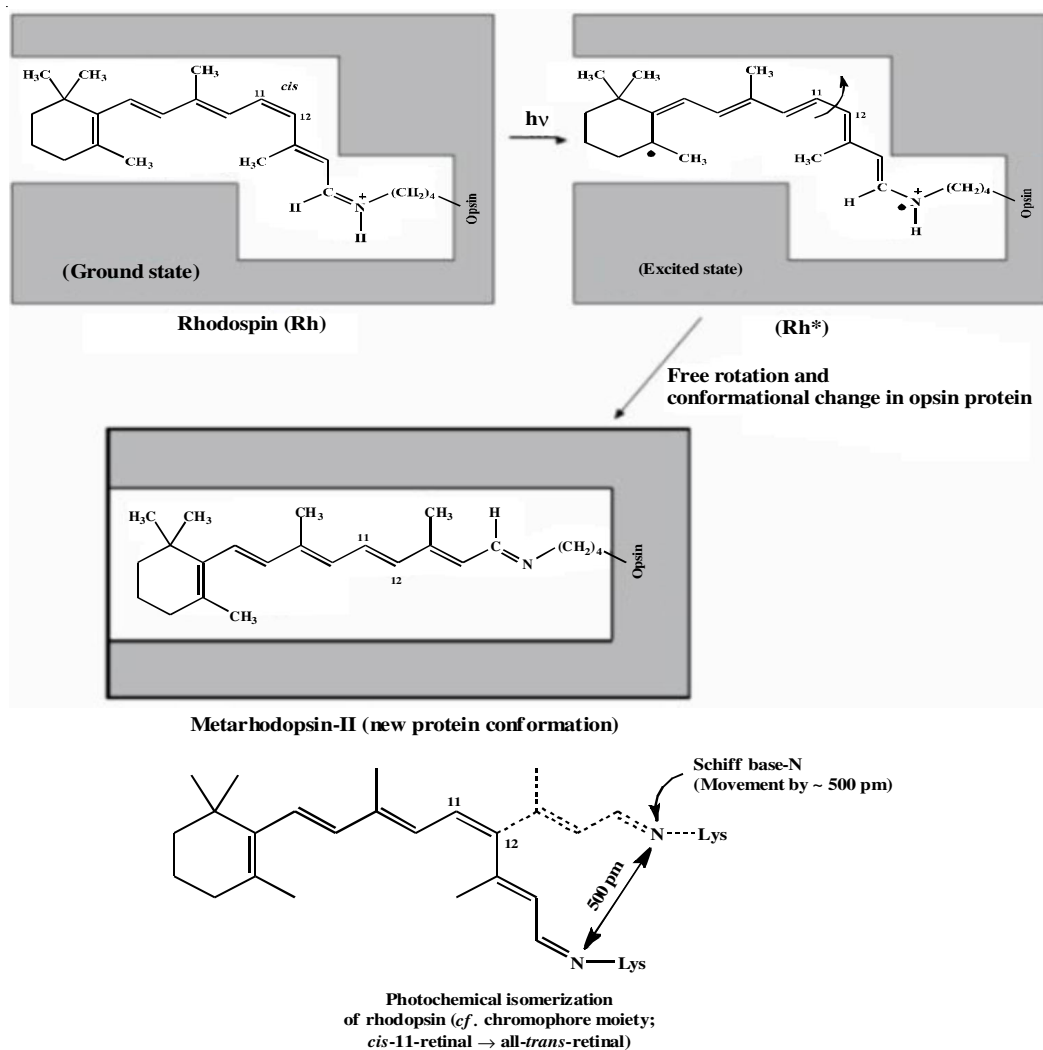 H₃C CH₃
CH₃
11
cis
12
CH₃
H₃C
C
II
N
+
II
(CII₂)₄
Opsin
(Ground state)
Rhodospin (Rh)
hν
H₃C CH₃
CH₃
11
12
CH₃
H₃C
C
H
N
+
H
(CH₂)₄
Opsin
(Excited state)
(Rh*)
Free rotation and
conformational change in opsin protein
H₃C CH₃
CH₃
11
12
CH₃
CH₃
H
C
N
(CH₂)₄
Opsin
Metarhodopsin-II (new protein conformation)
Schiff base-N
(Movement by ~ 500 pm)
11
12
N Lys
500 pm
N Lys
Photochemical isomerization
of rhodopsin (cf. chromophore moiety;
cis-11-retinal → all-trans-retinal)